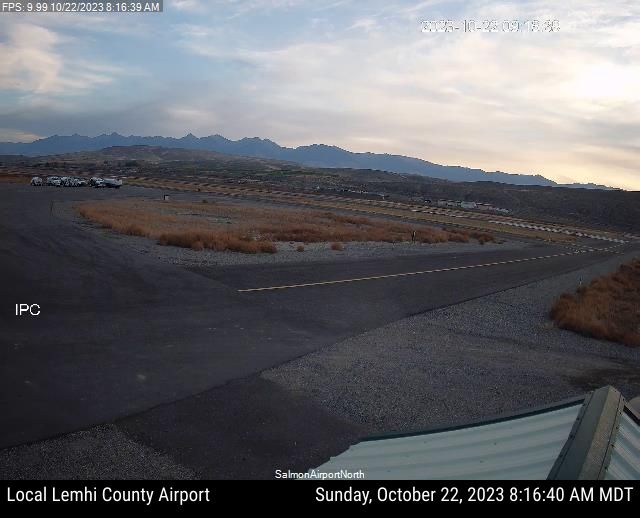 FPS: 9.99 10/22/2023 8:16:39 AM
IPC
SalmonAirportNorth
Local Lemhi County Airport
Sunday, October 22, 2023 8:16:40 AM MDT